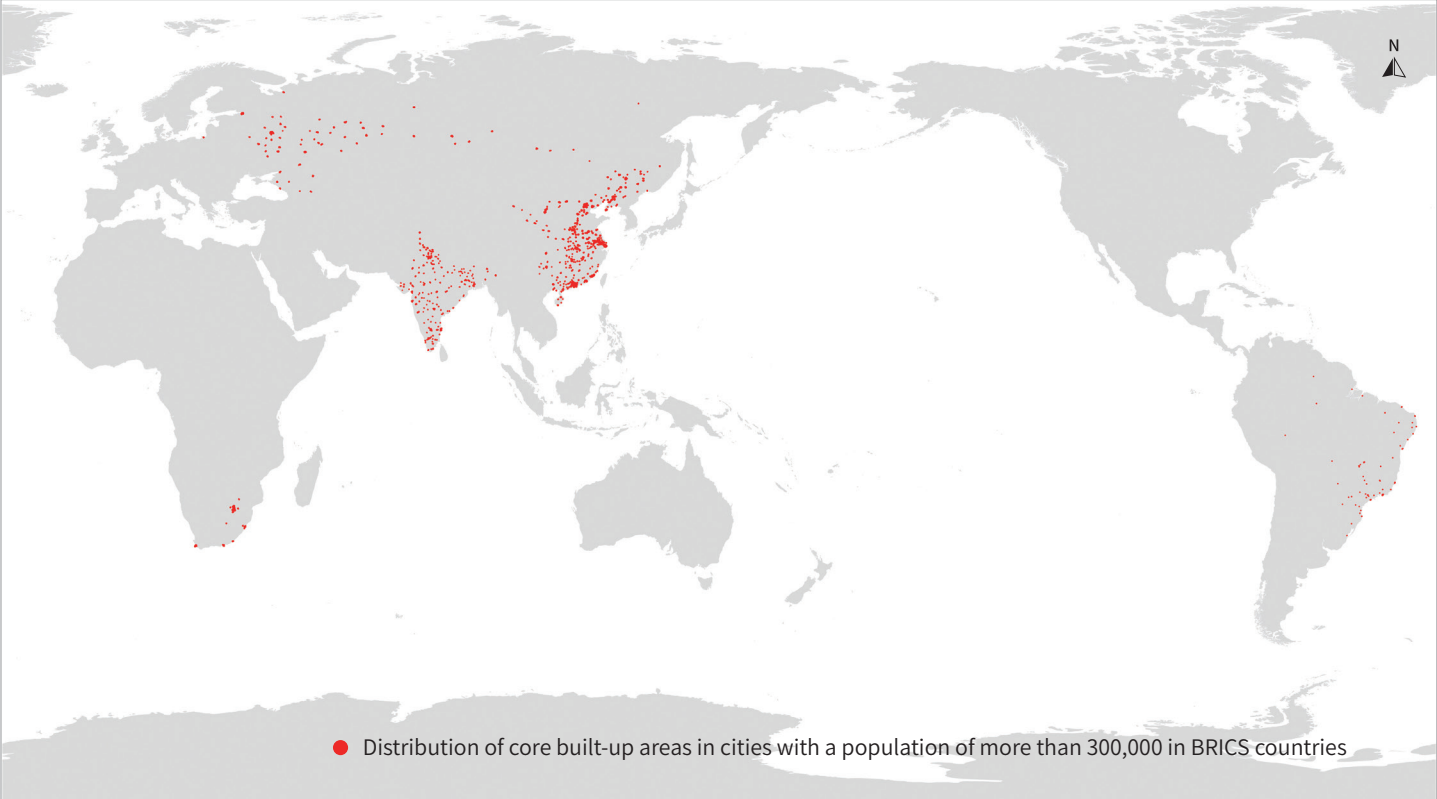 N
Distribution of core built-up areas in cities with a population of more than 300,000 in BRICS countries